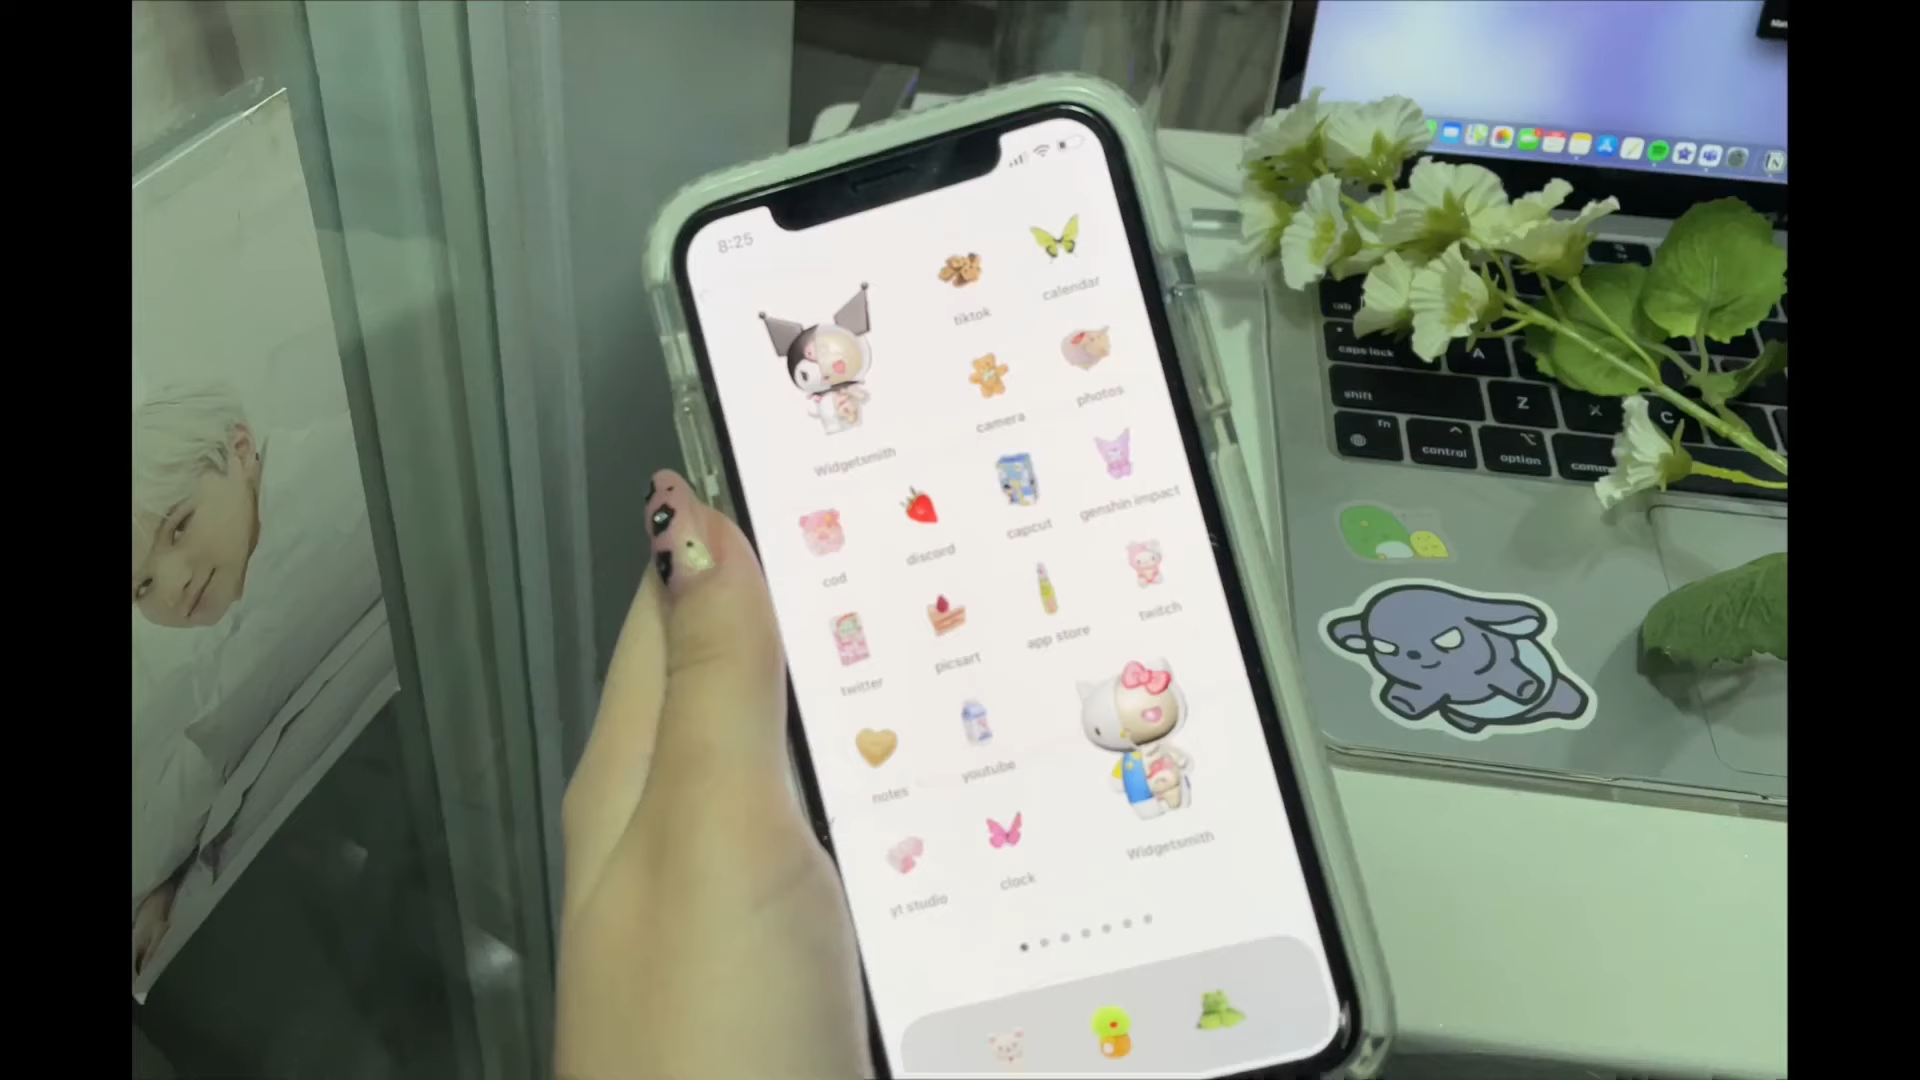 8:25
tiktok
calendar
Widgetsmith
camera
photos
cod
discord
capcut
genshin impact
twitter
picsart
app store
twitch
notes
youtube
Widgetsmith
yt studio
clock
caps lock
A
shift
Z
X
C
fn
control
option